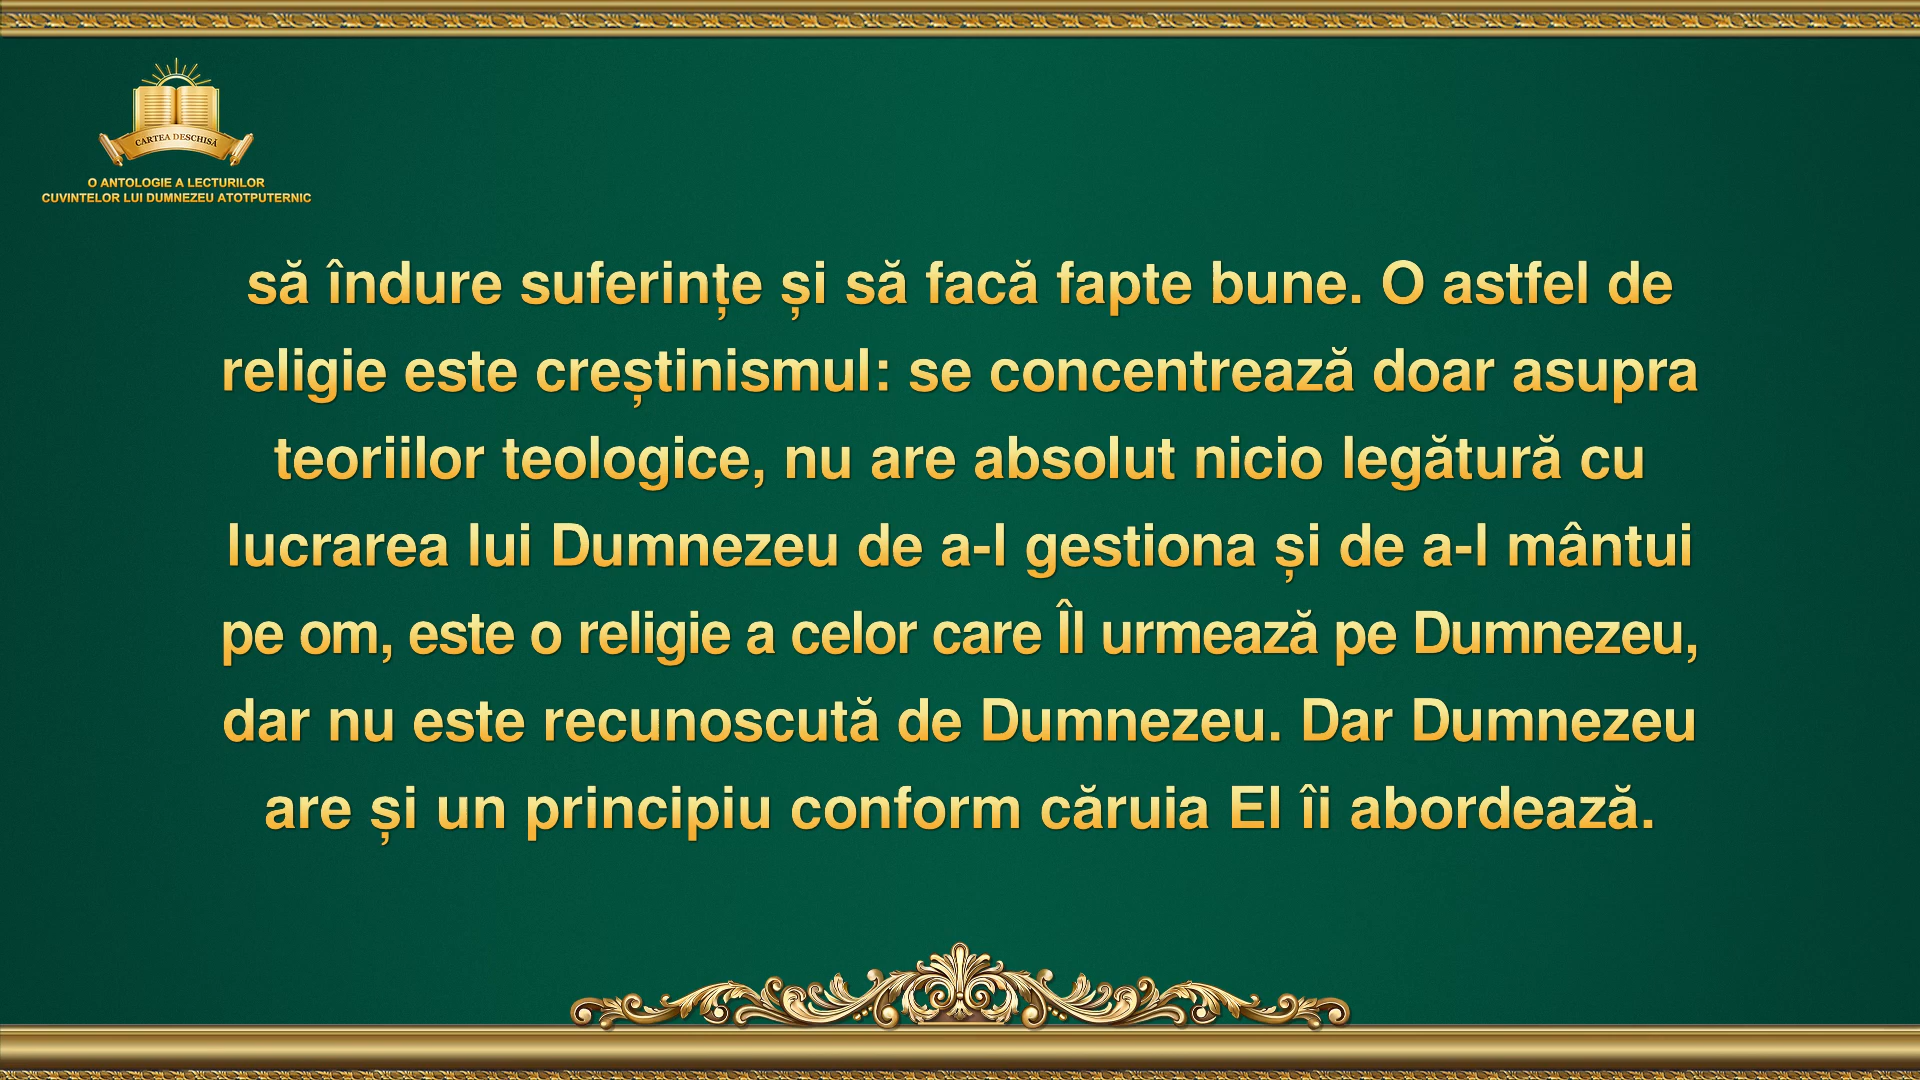 CARTEA DESCHISĂ
O ANTOLOGIE A LECTURILOR
CUVINTELOR LUI DUMNEZEU ATOTPUTERNIC
să îndure suferințe și să facă fapte bune. O astfel de
religie este creștinismul: se concentrează doar asupra
teoriilor teologice, nu are absolut nicio legătură cu
lucrarea lui Dumnezeu de a-l gestiona și de a-l mântui
pe om, este o religie a celor care Îl urmează pe Dumnezeu,
dar nu este recunoscută de Dumnezeu. Dar Dumnezeu
are și un principiu conform căruia El îi abordează.